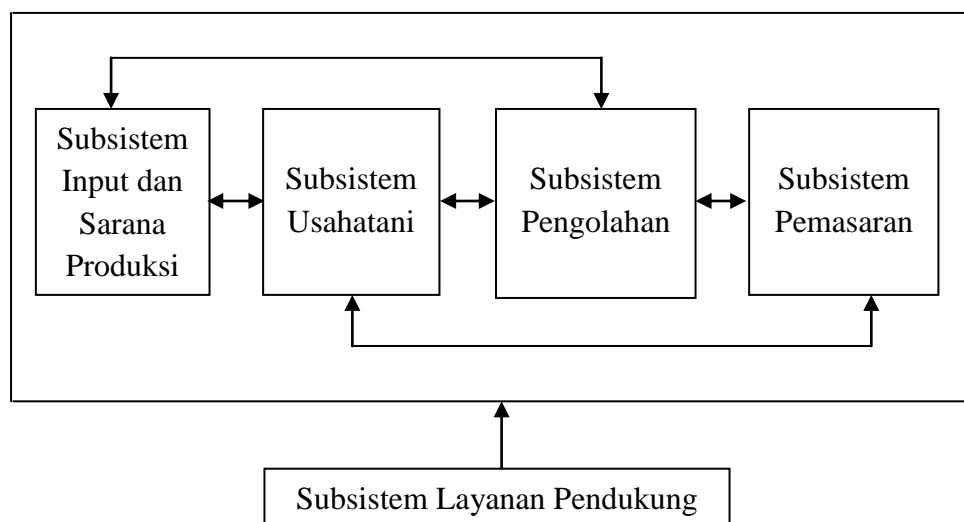 Subsistem
Input dan
Sarana
Produksi
Subsistem
Usahatani
Subsistem
Pengolahan
Subsistem
Pemasaran
Subsistem Layanan Pendukung